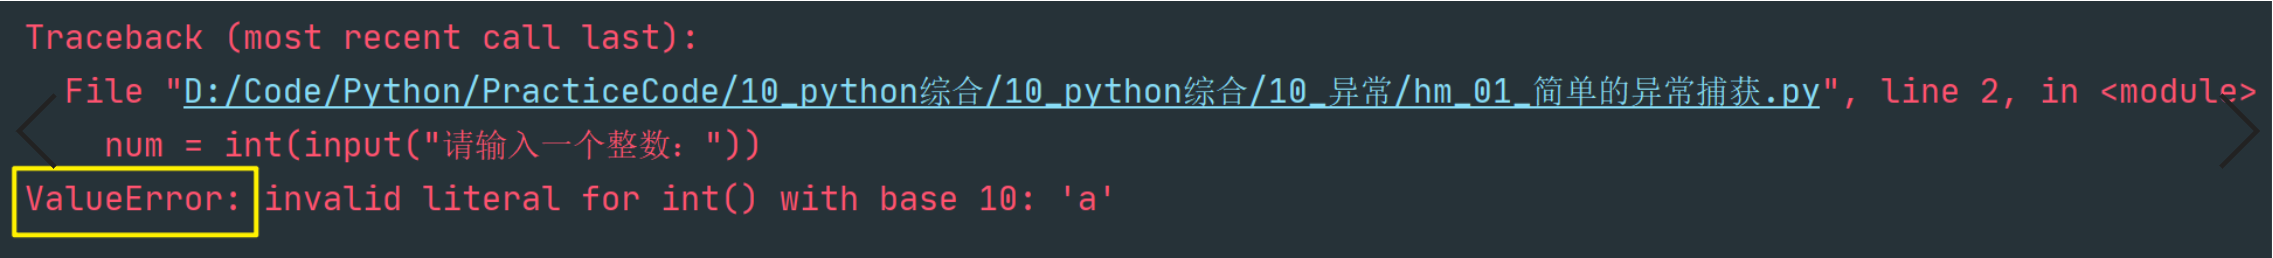 Traceback (most recent call last):
  File "D:/Code/Python/PracticeCode/10_python综合/10_python综合/10_异常/hm_01_简单的异常捕获.py", line 2, in <module>
    num = int(input("请输入一个整数："))
ValueError: invalid literal for int() with base 10: 'a'